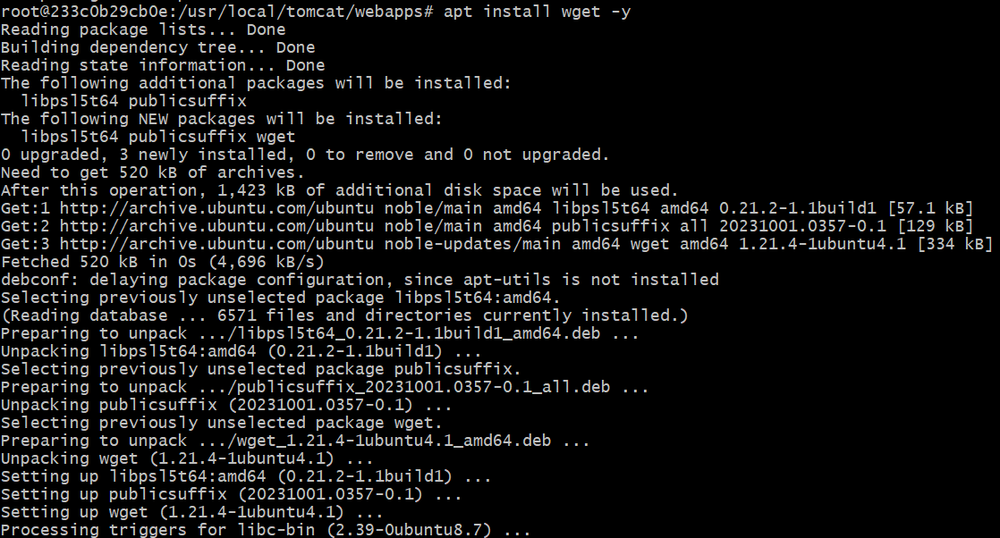 root@233c0b29cb0e:/usr/local/tomcat/webapps# apt install wget -y
Reading package lists... Done
Building dependency tree... Done
Reading state information... Done
The following additional packages will be installed:
  libpsl5t64 publicsuffix
The following NEW packages will be installed:
  libpsl5t64 publicsuffix wget
0 upgraded, 3 newly installed, 0 to remove and 0 not upgraded.
Need to get 520 kB of archives.
After this operation, 1,423 kB of additional disk space will be used.
Get:1 http://archive.ubuntu.com/ubuntu noble/main amd64 libpsl5t64 amd64 0.21.2-1.1build1 [57.1 kB]
Get:2 http://archive.ubuntu.com/ubuntu noble/main amd64 publicsuffix all 20231001.0357-0.1 [129 kB]
Get:3 http://archive.ubuntu.com/ubuntu noble-updates/main amd64 wget amd64 1.21.4-1ubuntu4.1 [334 kB]
Fetched 520 kB in 0s (4,696 kB/s)
debconf: delaying package configuration, since apt-utils is not installed
Selecting previously unselected package libpsl5t64:amd64.
(Reading database ... 6571 files and directories currently installed.)
Preparing to unpack .../libpsl5t64_0.21.2-1.1build1_amd64.deb ...
Unpacking libpsl5t64:amd64 (0.21.2-1.1build1) ...
Selecting previously unselected package publicsuffix.
Preparing to unpack .../publicsuffix_20231001.0357-0.1_all.deb ...
Unpacking publicsuffix (20231001.0357-0.1) ...
Selecting previously unselected package wget.
Preparing to unpack .../wget_1.21.4-1ubuntu4.1_amd64.deb ...
Unpacking wget (1.21.4-1ubuntu4.1) ...
Setting up libpsl5t64:amd64 (0.21.2-1.1build1) ...
Setting up publicsuffix (20231001.0357-0.1) ...
Setting up wget (1.21.4-1ubuntu4.1) ...
Processing triggers for libc-bin (2.39-0ubuntu8.7) ...